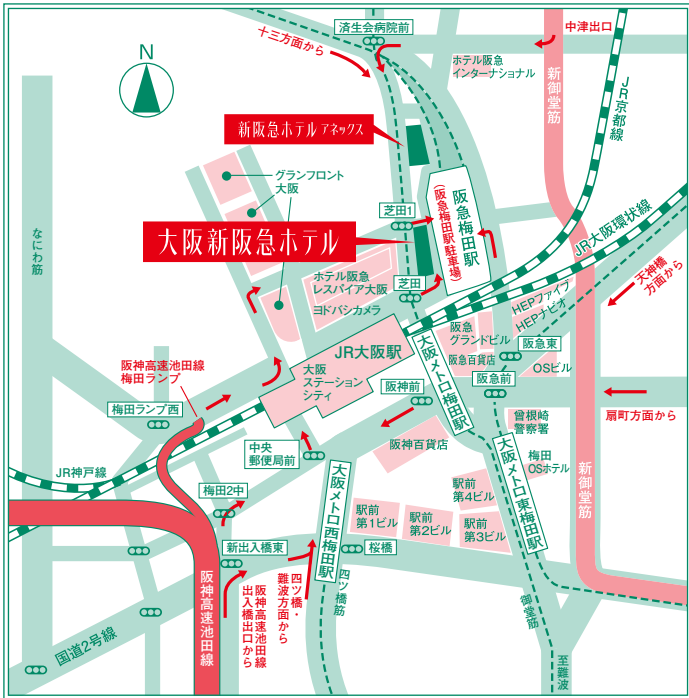 済生会病院前
十三方面から
中津出口
N
ホテル阪急
インターナショナル
新御堂筋
JR京都線
新阪急ホテル アネックス
グランフロント
大阪
芝田1
阪急梅田駅
(阪急梅田駅駐車場)
JR大阪環状線
なにわ筋
大阪新阪急ホテル
天神橋
方面から
ホテル阪急
レスパイア大阪
芝田
ヨドバシカメラ
HEPファイブ
HEPナビオ
阪急
グランドビル
阪急東
JR大阪駅
大阪メトロ梅田駅
阪神高速池田線
梅田ランプ
大阪
ステーション
シティ
阪急百貨店
OSビル
阪神前
阪急前
梅田ランプ西
扇町方面から
曽根崎
警察署
中央
郵便局前
阪神百貨店
梅田
OSホテル
JR神戸線
大阪メトロ西梅田駅
大阪メトロ東梅田駅
新御堂筋
梅田2中
駅前
第4ビル
駅前
第1ビル
駅前
第2ビル
駅前
第3ビル
新出入橋東
桜橋
阪神高速池田線
阪神高速池田線
出入橋出口から
四ツ橋・
難波方面から
四ツ橋筋
御堂筋
国道2号線
至難波